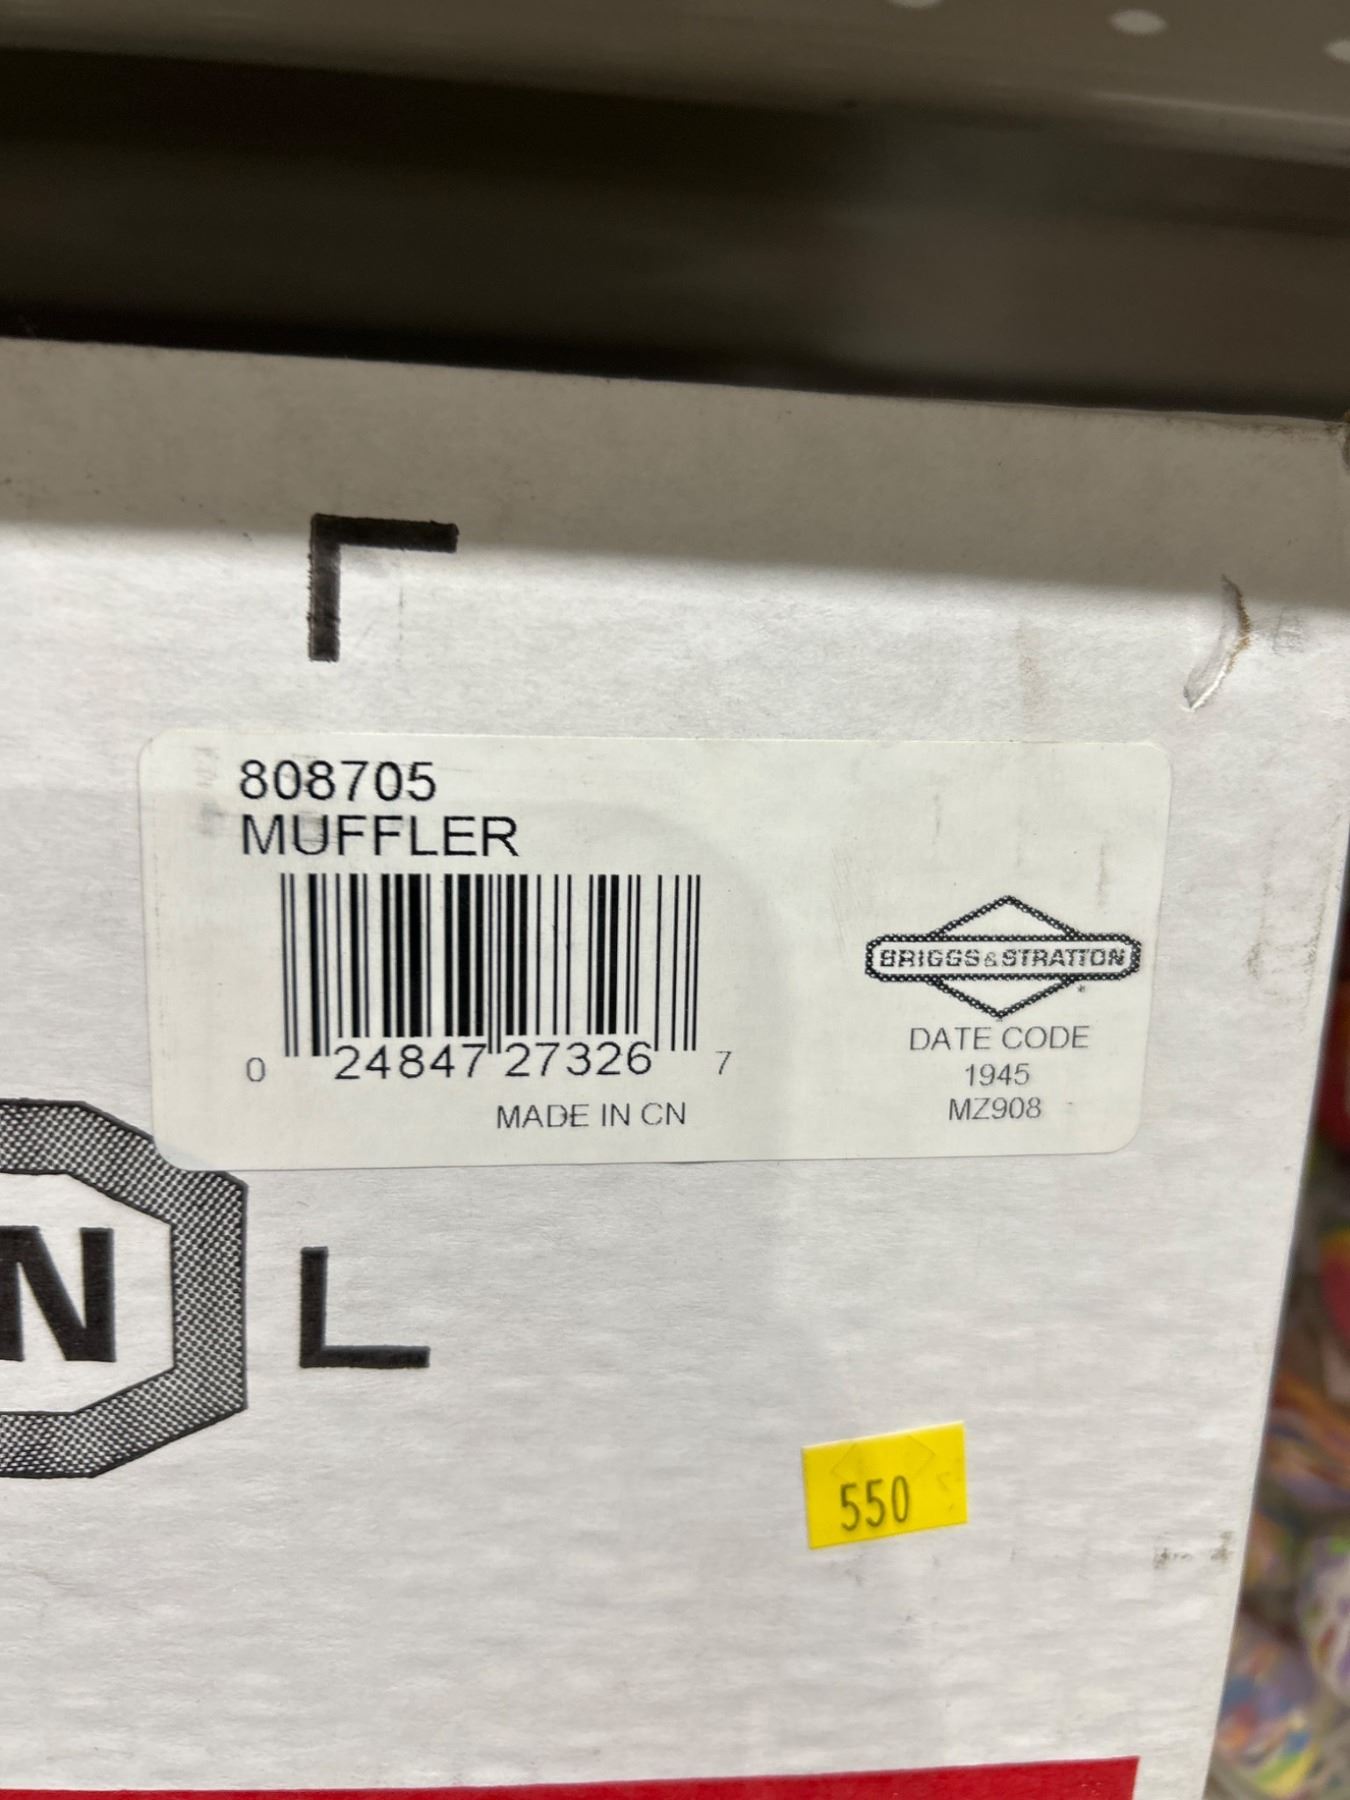 808705
MUFFLER
0 24847 27326 7
MADE IN CN
BRIGGS & STRATTON
DATE CODE
1945
MZ908
N
550